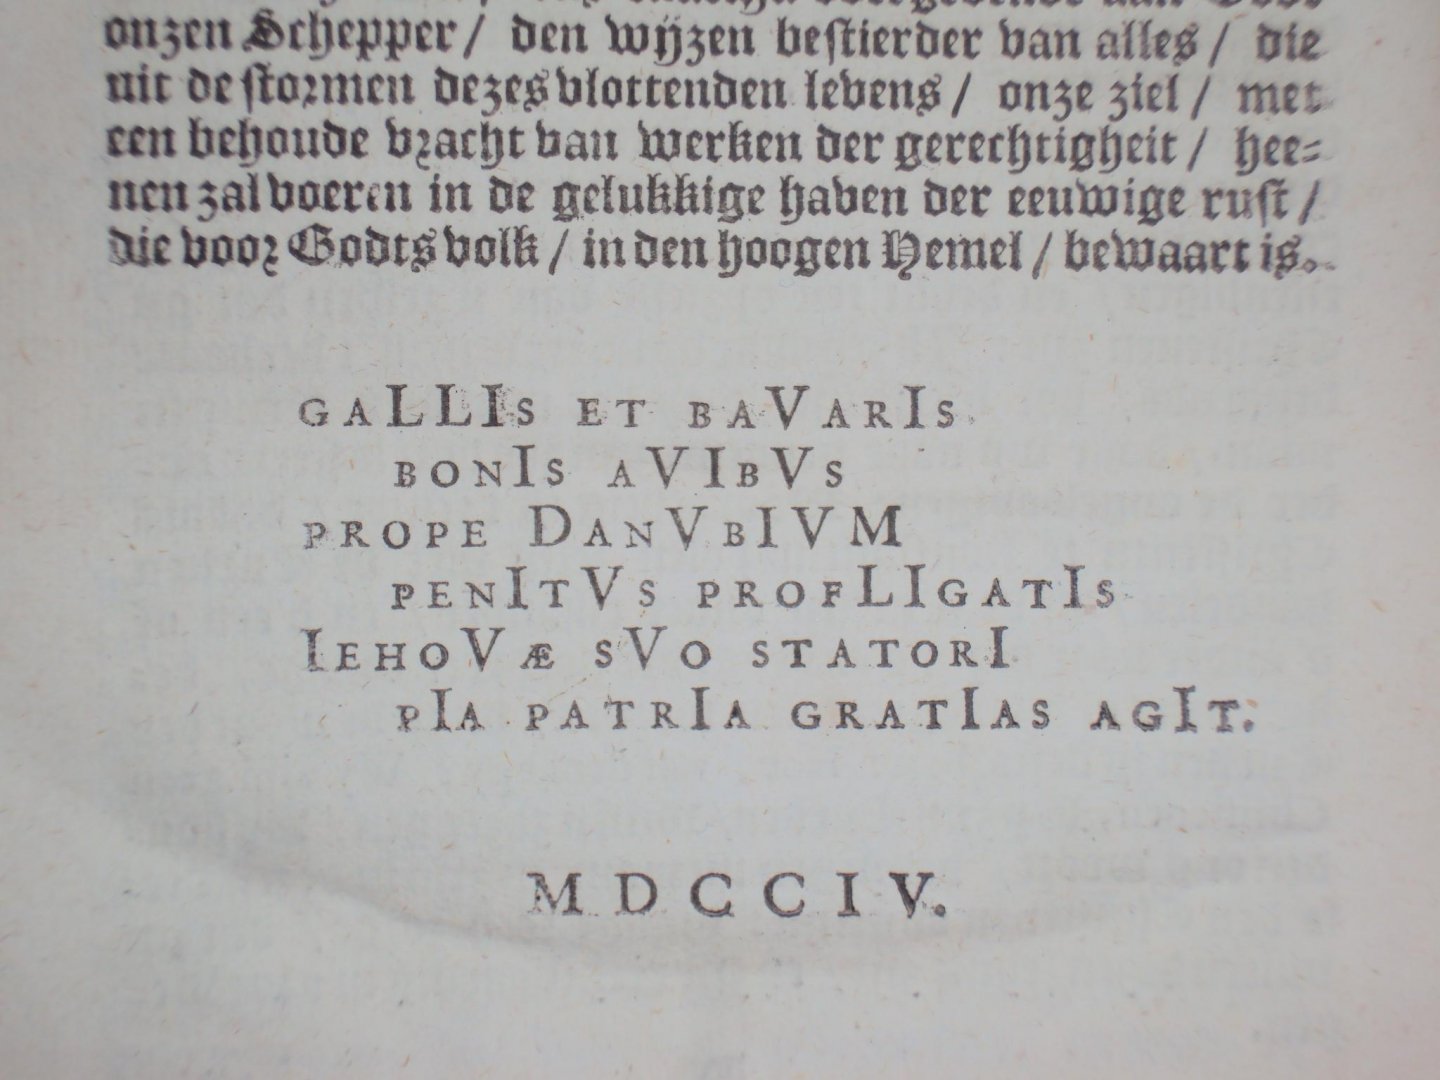 onzen Schepper / den wijzen bestierder van alles / die
uit de stormen dezes vlottenden levens / onze ziel / met
een behoude vracht van werken der gerechtigheit / hee=
nen zal voeren in de gelukkige haven der eeuwige rust /
die voor Godts volk / in den hoogen Hemel / bewaart is.
GaLLIs ET BaVarIs
BonIs aVIbVs
PROPE DanVbIVM
PenItVs ProfLIgatIs
IehoVæ sVo StatorI
PIa PatrIa GratIas AgIt.
MDCCIV.